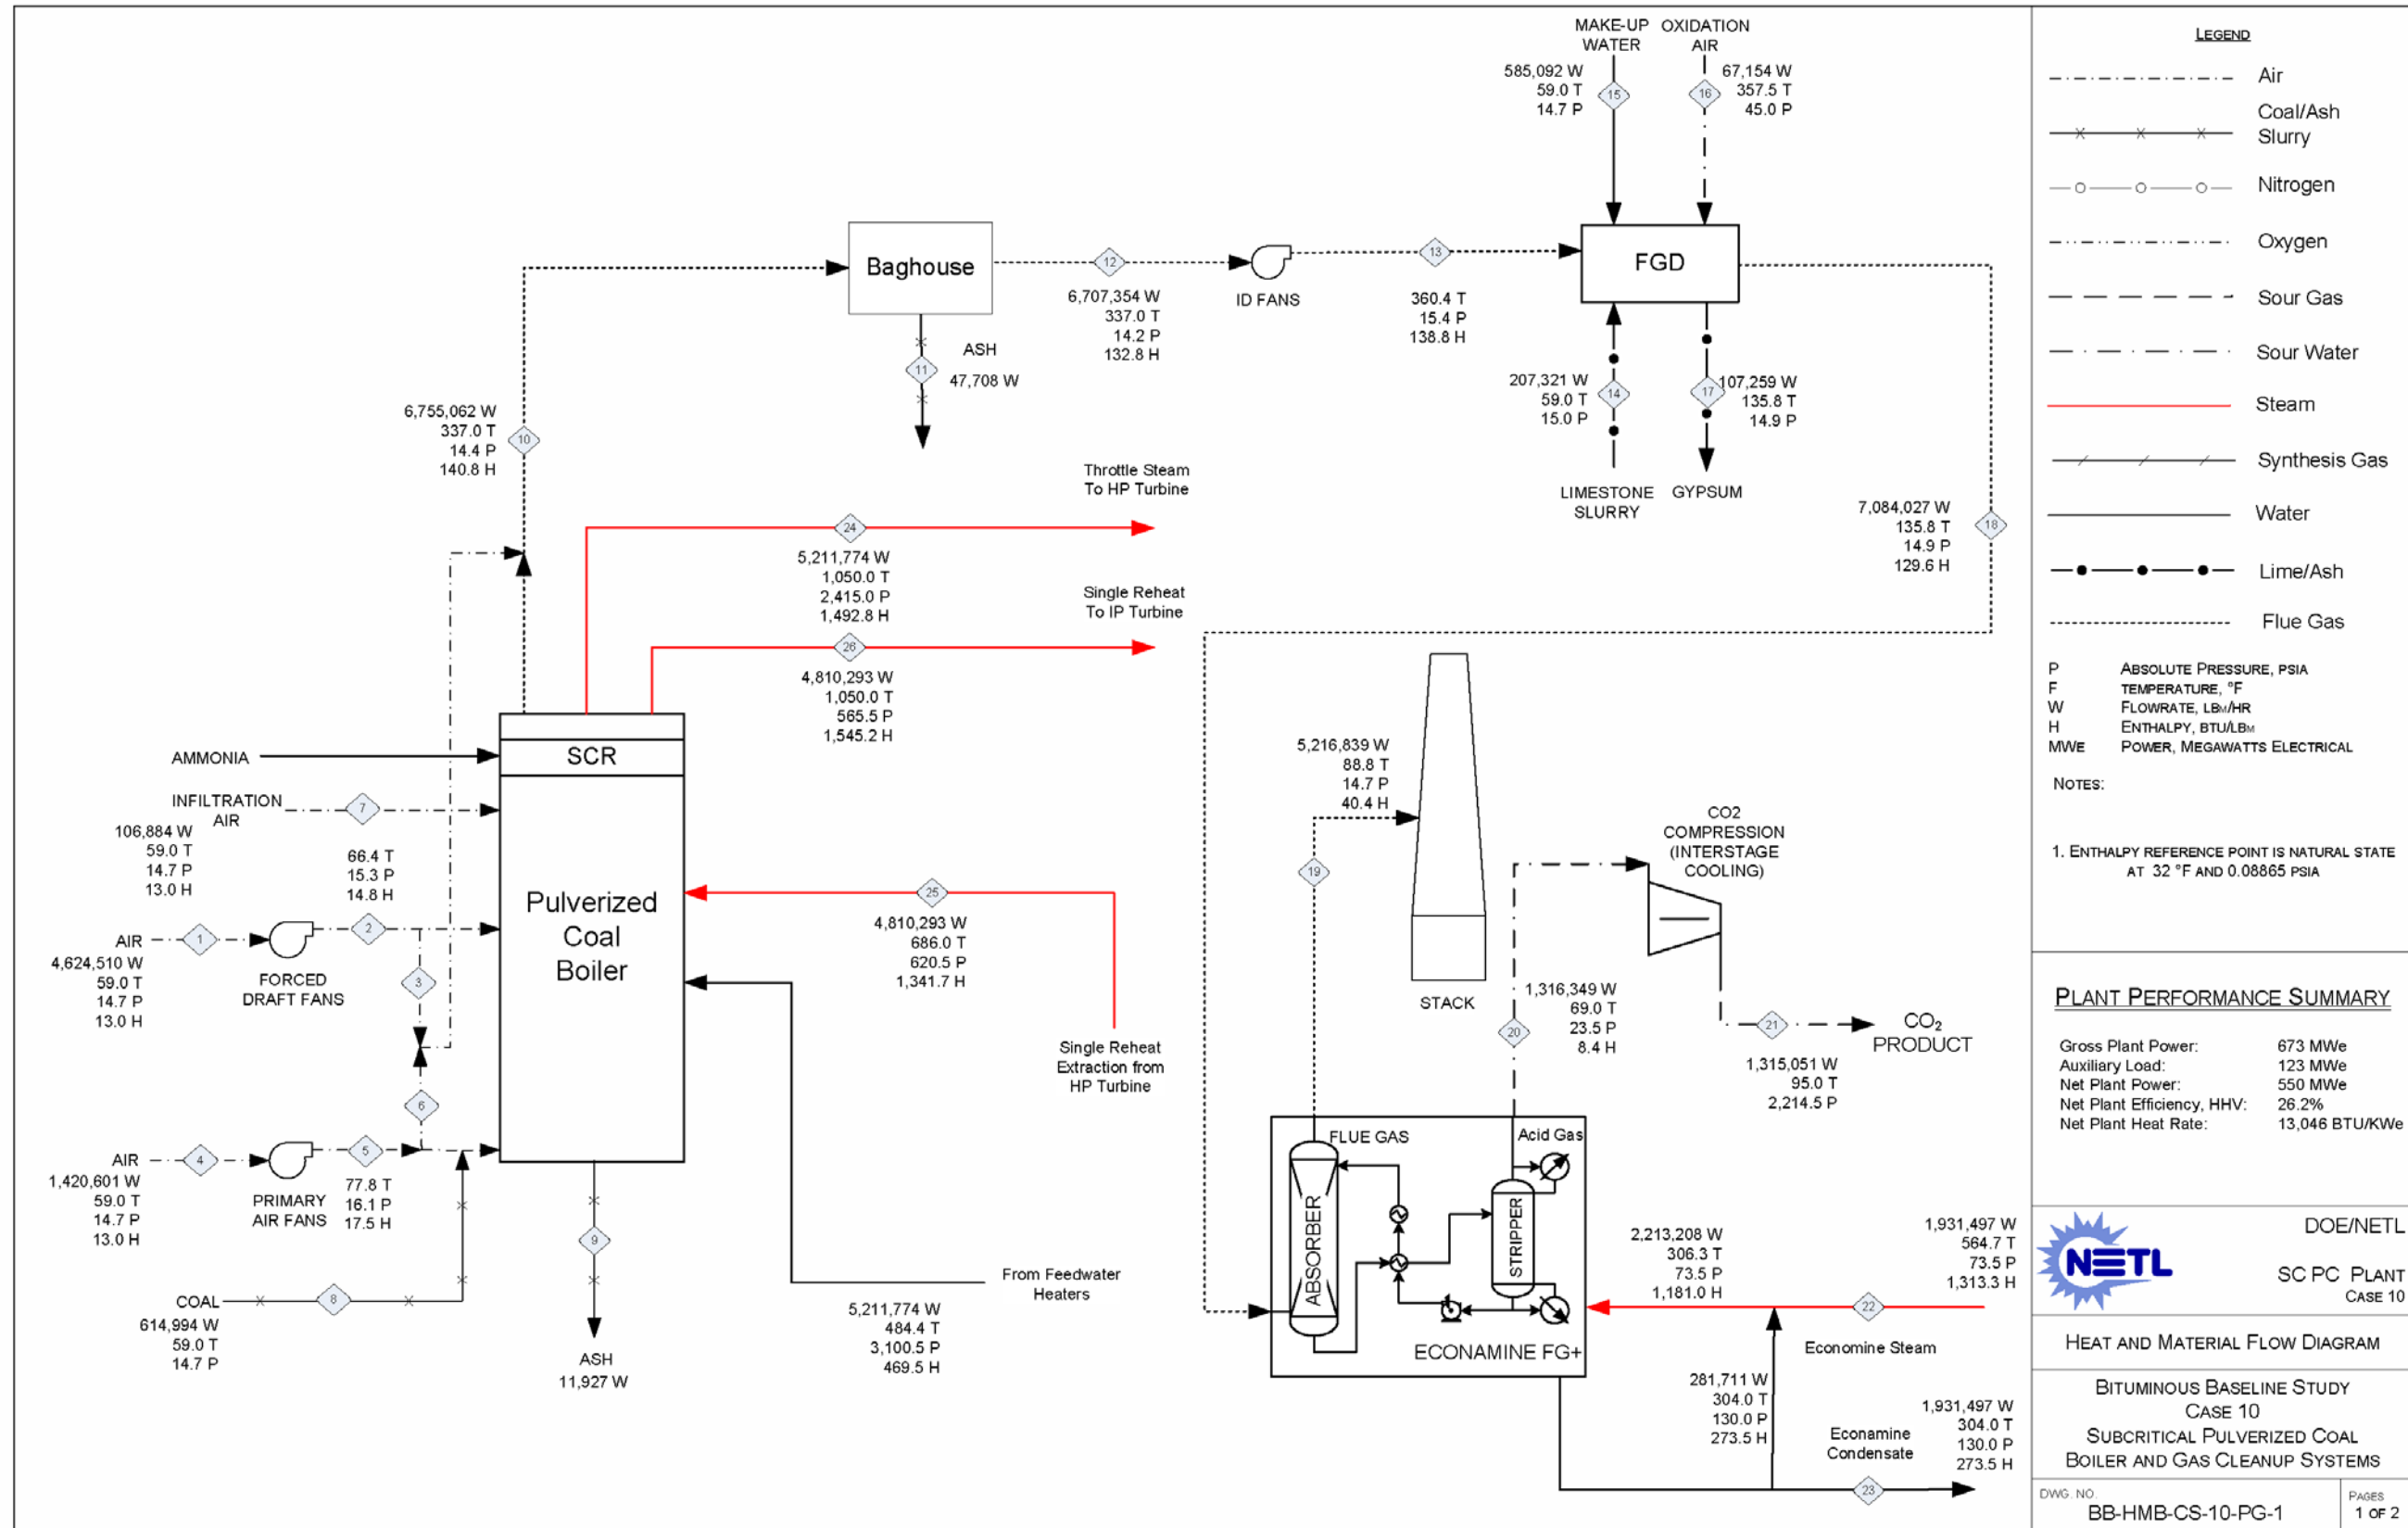 MAKE-UP
WATER
OXIDATION
AIR
585,092 W
59.0 T
14.7 P
15
67,154 W
357.5 T
45.0 P
16
Baghouse
12
6,707,354 W
337.0 T
14.2 P
132.8 H
ID FANS
13
360.4 T
15.4 P
138.8 H
FGD
ASH
47,708 W
11
207,321 W
59.0 T
15.0 P
14
107,259 W
135.8 T
14.9 P
17
LIMESTONE
SLURRY
GYPSUM
6,755,062 W
337.0 T
14.4 P
140.8 H
10
7,084,027 W
135.8 T
14.9 P
129.6 H
18
Throttle Steam
To HP Turbine
24
5,211,774 W
1,050.0 T
2,415.0 P
1,492.8 H
Single Reheat
To IP Turbine
26
4,810,293 W
1,050.0 T
565.5 P
1,545.2 H
AMMONIA
SCR
INFILTRATION
AIR
7
106,884 W
59.0 T
14.7 P
13.0 H
66.4 T
15.3 P
14.8 H
Pulverized
Coal
Boiler
AIR
1
2
4,624,510 W
59.0 T
14.7 P
13.0 H
FORCED
DRAFT FANS
3
25
4,810,293 W
686.0 T
620.5 P
1,341.7 H
Single Reheat
Extraction from
HP Turbine
6
AIR
4
5
1,420,601 W
59.0 T
14.7 P
13.0 H
PRIMARY
AIR FANS
77.8 T
16.1 P
17.5 H
COAL
8
614,994 W
59.0 T
14.7 P
9
ASH
11,927 W
From Feedwater
Heaters
5,211,774 W
484.4 T
3,100.5 P
469.5 H
5,216,839 W
88.8 T
14.7 P
40.4 H
19
STACK
CO2
COMPRESSION
(INTERSTAGE
COOLING)
1,316,349 W
69.0 T
23.5 P
8.4 H
20
21
CO2
PRODUCT
1,315,051 W
95.0 T
2,214.5 P
FLUE GAS
Acid Gas
ABSORBER
STRIPPER
ECONAMINE FG+
2,213,208 W
306.3 T
73.5 P
1,181.0 H
1,931,497 W
564.7 T
73.5 P
1,313.3 H
22
Economine Steam
281,711 W
304.0 T
130.0 P
273.5 H
Econamine
Condensate
1,931,497 W
304.0 T
130.0 P
273.5 H
23
LEGEND
Air
Coal/Ash
Slurry
Nitrogen
Oxygen
Sour Gas
Sour Water
Steam
Synthesis Gas
Water
Lime/Ash
Flue Gas
P ABSOLUTE PRESSURE, PSIA
F TEMPERATURE, °F
W FLOWRATE, LBM/HR
H ENTHALPY, BTU/LBM
MWE POWER, MEGAWATTS ELECTRICAL
NOTES:
1. ENTHALPY REFERENCE POINT IS NATURAL STATE
AT 32 °F AND 0.08865 PSIA
PLANT PERFORMANCE SUMMARY
Gross Plant Power: 673 MWe
Auxiliary Load: 123 MWe
Net Plant Power: 550 MWe
Net Plant Efficiency, HHV: 26.2%
Net Plant Heat Rate: 13,046 BTU/KWe
NETL
DOE/NETL
SC PC PLANT
CASE 10
HEAT AND MATERIAL FLOW DIAGRAM
BITUMINOUS BASELINE STUDY
CASE 10
SUBCRITICAL PULVERIZED COAL
BOILER AND GAS CLEANUP SYSTEMS
DWG. NO.
BB-HMB-CS-10-PG-1
PAGES
1 OF 2